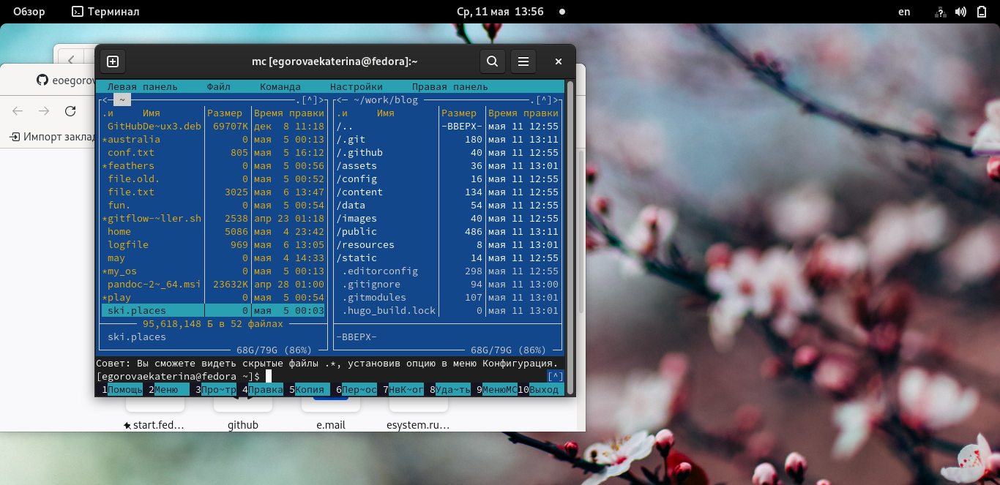 Обзор Терминал Ср, 11 мая 13:56 en
mc [egorovaekaterina@fedora]:~
eoegorov
Импорт заклад
Левая панель Файл Команда Настройки Правая панель
<─ ~ ─.[^]>
.и Имя Размер Время правки
GitHubDe~ux3.deb 69707K дек 8 11:18
*australia 0 мая 5 00:13
conf.txt 805 мая 5 16:12
*feathers 0 мая 5 00:56
file.old. 0 мая 5 00:52
file.txt 3025 мая 6 13:47
fun. 0 мая 5 00:54
*gitflow-~ller.sh 2538 апр 23 01:18
home 5086 мая 4 23:42
logfile 969 мая 6 13:05
may 0 мая 4 14:33
*my_os 0 мая 5 00:13
pandoc-2~_64.msi 23632K апр 28 01:00
*play 0 мая 5 00:54
ski.places 0 мая 5 00:03
95,618,148 Б в 52 файлах
ski.places
68G/79G (86%)
<─ ~/work/blog ─.[^]>
.и Имя Размер Время правки
/.. -ВВЕРХ- мая 11 12:55
/.git 180 мая 11 13:11
/.github 40 мая 11 12:55
/assets 36 мая 11 13:01
/config 16 мая 11 12:55
/content 134 мая 11 12:55
/data 54 мая 11 12:55
/images 40 мая 11 12:55
/public 486 мая 11 13:11
/resources 8 мая 11 13:01
/static 14 мая 11 12:55
.editorconfig 298 мая 11 12:55
.gitignore 94 мая 11 13:00
.gitmodules 107 мая 11 13:01
.hugo_build.lock 0 мая 11 13:01
-ВВЕРХ-
68G/79G (86%)
Совет: Вы сможете видеть скрытые файлы .*, установив опцию в меню Конфигурация.
[egorovaekaterina@fedora ~]$ [^]
1Помощь 2Меню 3Про~тр 4Правка 5Копия 6Пер~ос 7НвК~ог 8Уда~ть 9МенюМС 10Выход
start.fed… github e.mail esystem.ru…